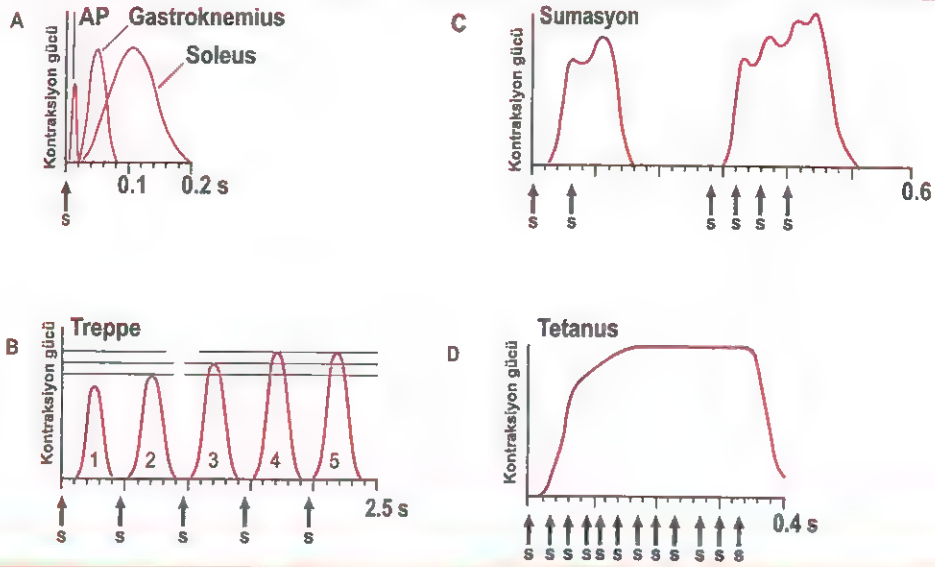 A
AP Gastroknemius
Soleus
Kontraksiyon gücü
0.1 0.2 s
s
C
Sumasyon
Kontraksiyon gücü
0.6
s s s s s s
B
Treppe
Kontraksiyon gücü
1 2 3 4 5
2.5 s
s s s s s
D
Tetanus
Kontraksiyon gücü
0.4 s
s s s s s s s s s s s s